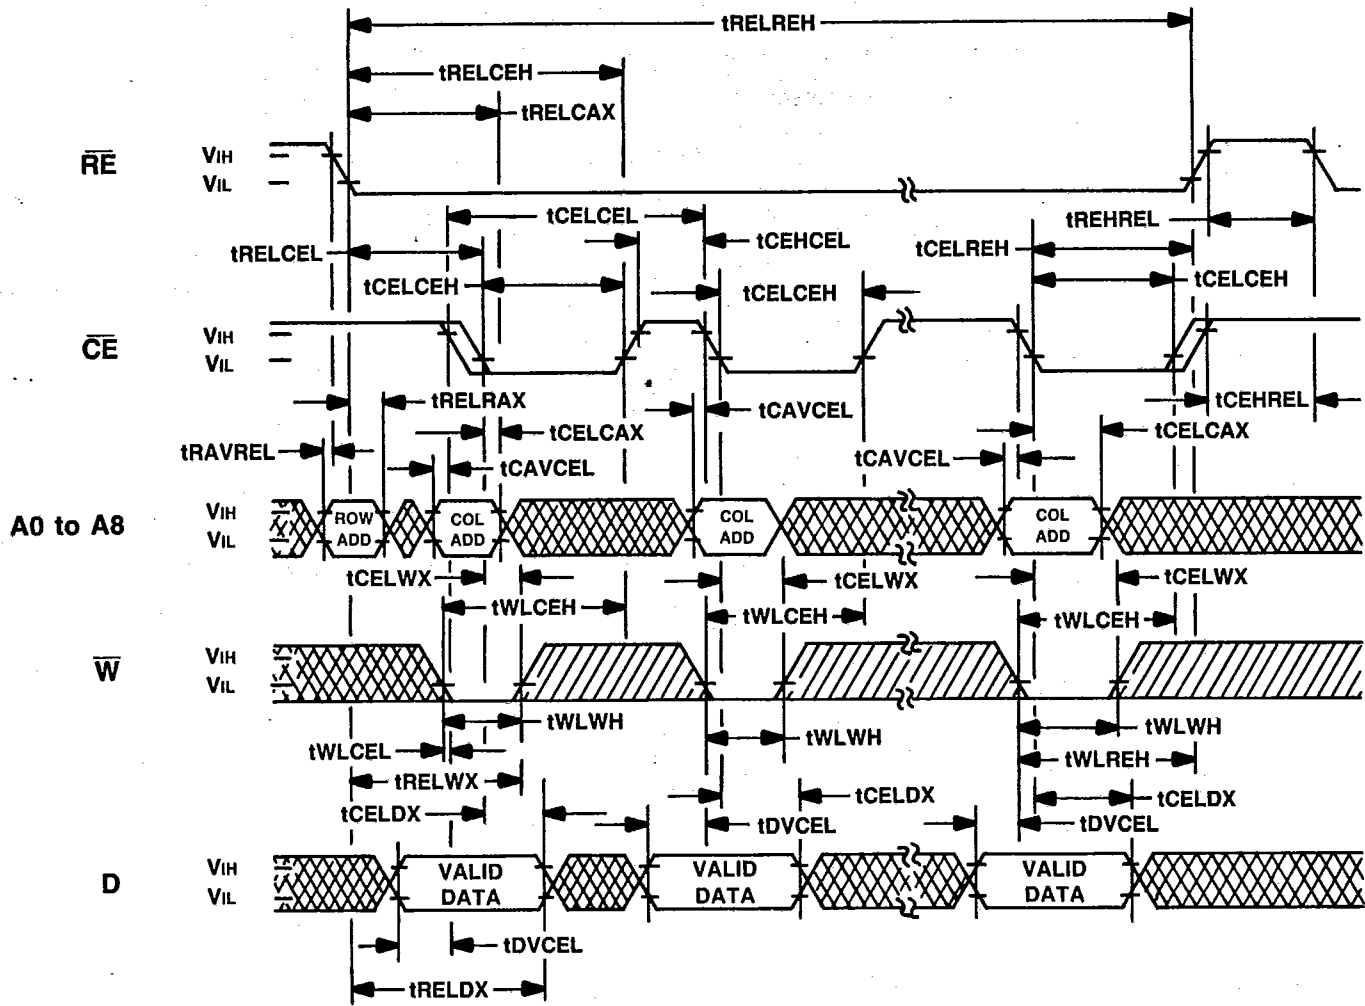 tRELREH
tRELCEH
tRELCAX
RE
VIH
VIL
tCELCEL
tREHREL
tRELCEL
tCEHCEL
tCELREH
tCELCEH
tCELCEH
tCELCEH
CE
VIH
VIL
tRELRAX
tCAVCEL
tCEHREL
tRAVREL
tCELCAX
tCELCAX
tCAVCEL
tCAVCEL
A0 to A8
VIH
VIL
ROW ADD
COL ADD
COL ADD
COL ADD
tCELWX
tCELWX
tCELWX
tWLCEH
tWLCEH
tWLCEH
W
VIH
VIL
tWLWH
tWLWH
tWLWH
tWLCEL
tWLREH
tRELWX
tCELDX
tCELDX
tCELDX
tDVCEL
tDVCEL
D
VIH
VIL
VALID DATA
VALID DATA
VALID DATA
tDVCEL
tRELDX